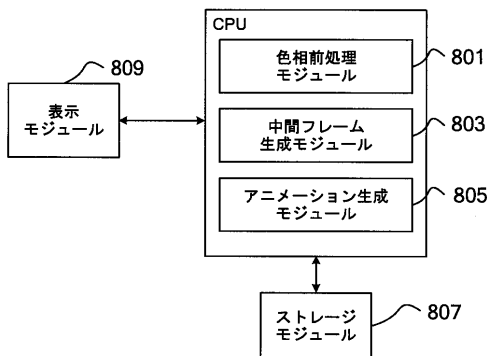 CPU
色相前処理
モジュール
801
809
表示
モジュール
中間フレーム
生成モジュール
803
アニメーション生成
モジュール
805
ストレージ
モジュール
807